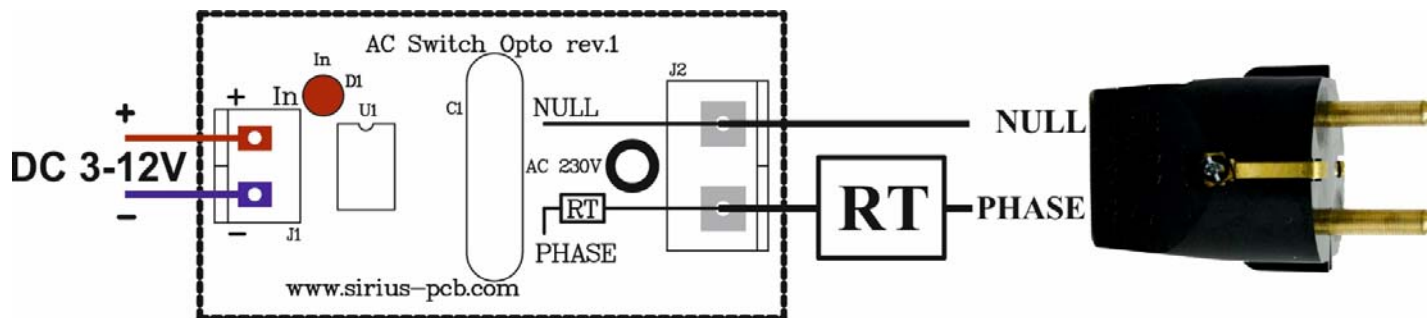 AC Switch Opto rev.1
In
D1
+ In
U1
C1
J2
NULL
NULL
+
DC 3-12V
–
AC 230V
RT
RT
PHASE
PHASE
– J1
www.sirius-pcb.com